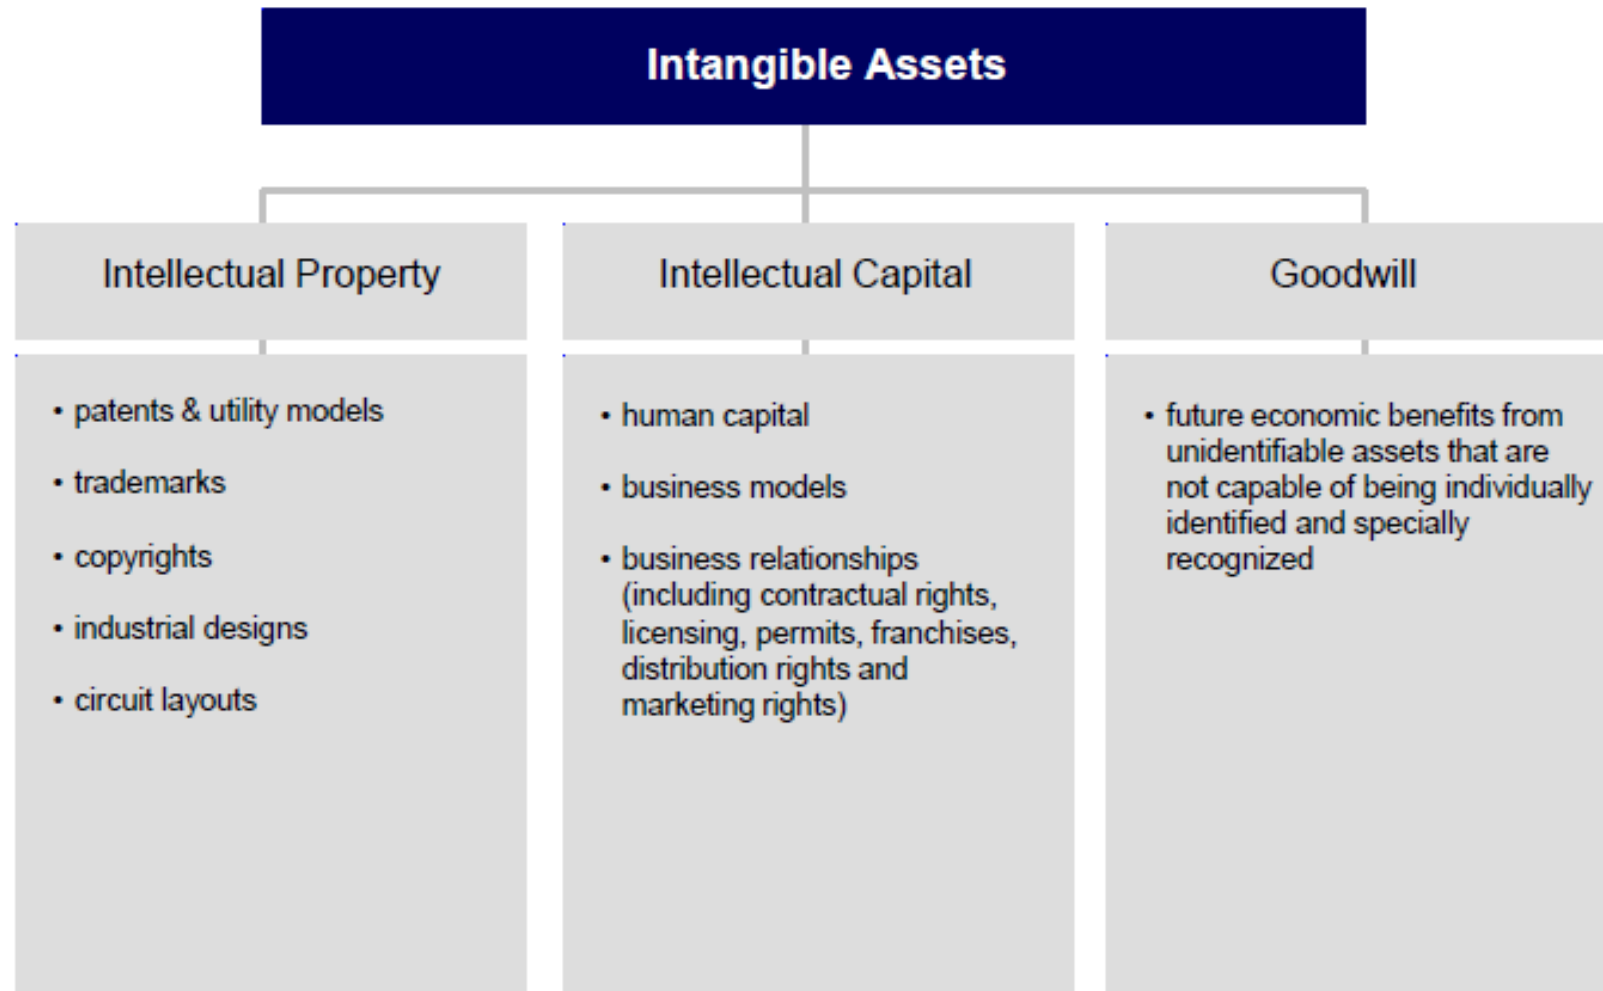 Intangible Assets
Intellectual Property
Intellectual Capital
Goodwill
• patents & utility models
• trademarks
• copyrights
• industrial designs
• circuit layouts
• human capital
• business models
• business relationships
(including contractual rights,
licensing, permits, franchises,
distribution rights and
marketing rights)
• future economic benefits from
unidentifiable assets that are
not capable of being individually
identified and specially
recognized